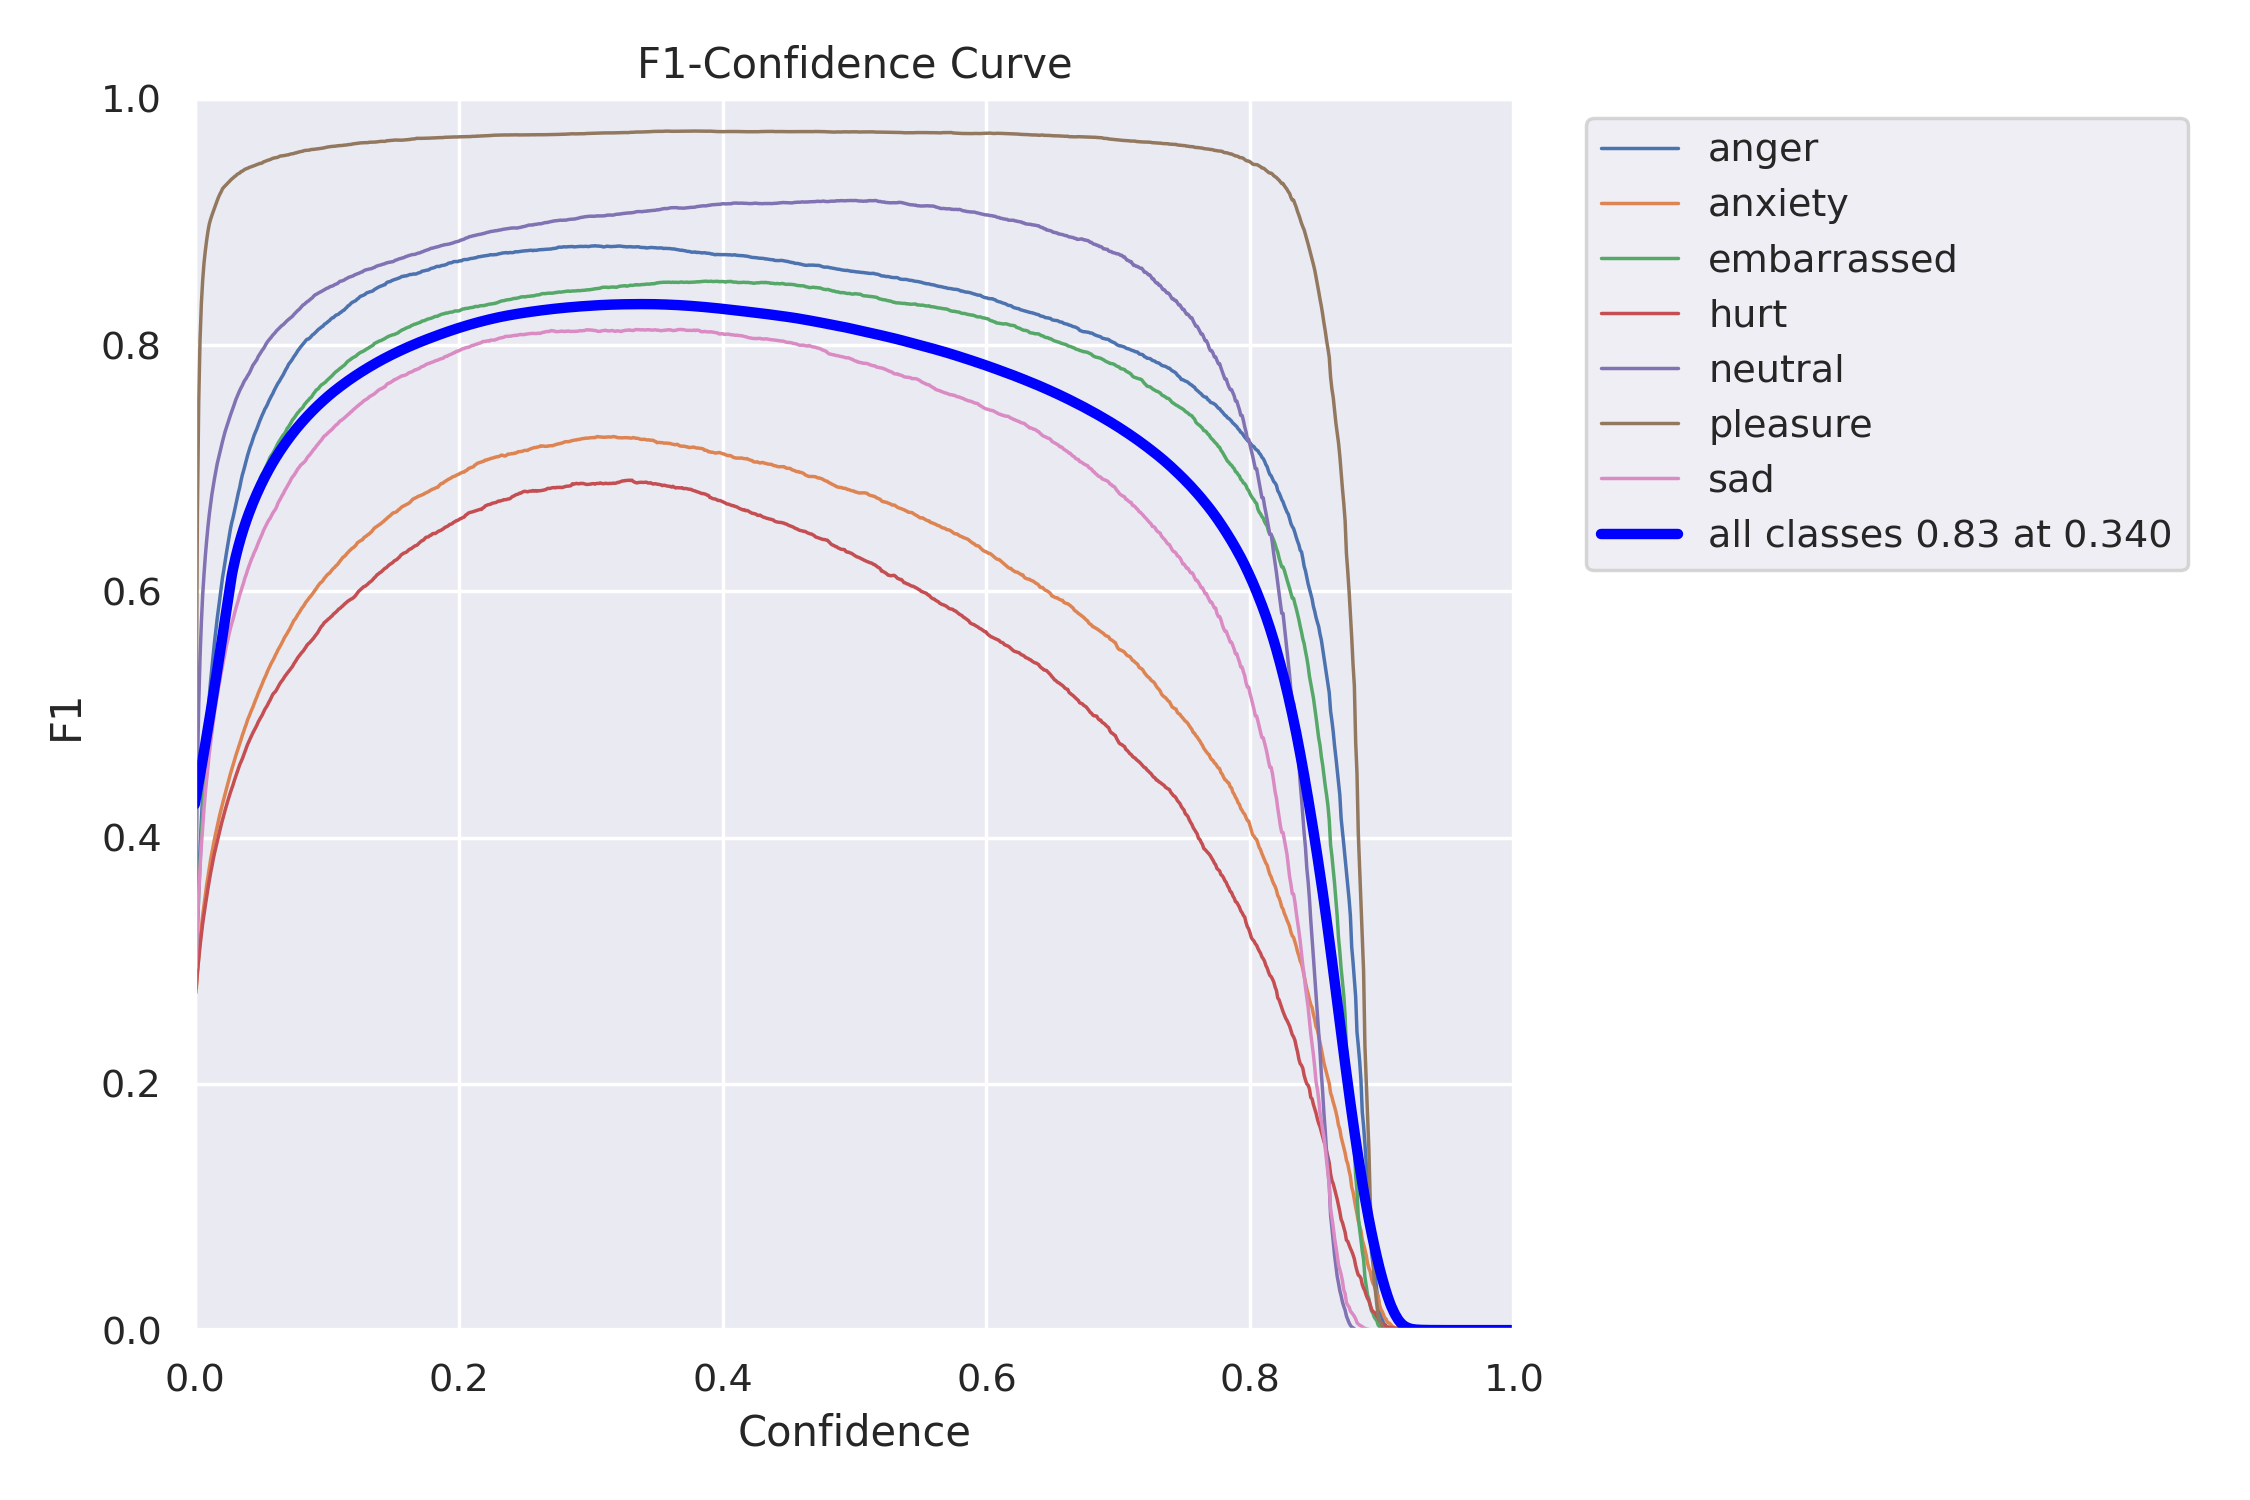 F1-Confidence Curve
1.0
0.8
0.6
0.4
0.2
0.0
F1
0.0 0.2 0.4 0.6 0.8 1.0
Confidence
anger
anxiety
embarrassed
hurt
neutral
pleasure
sad
all classes 0.83 at 0.340